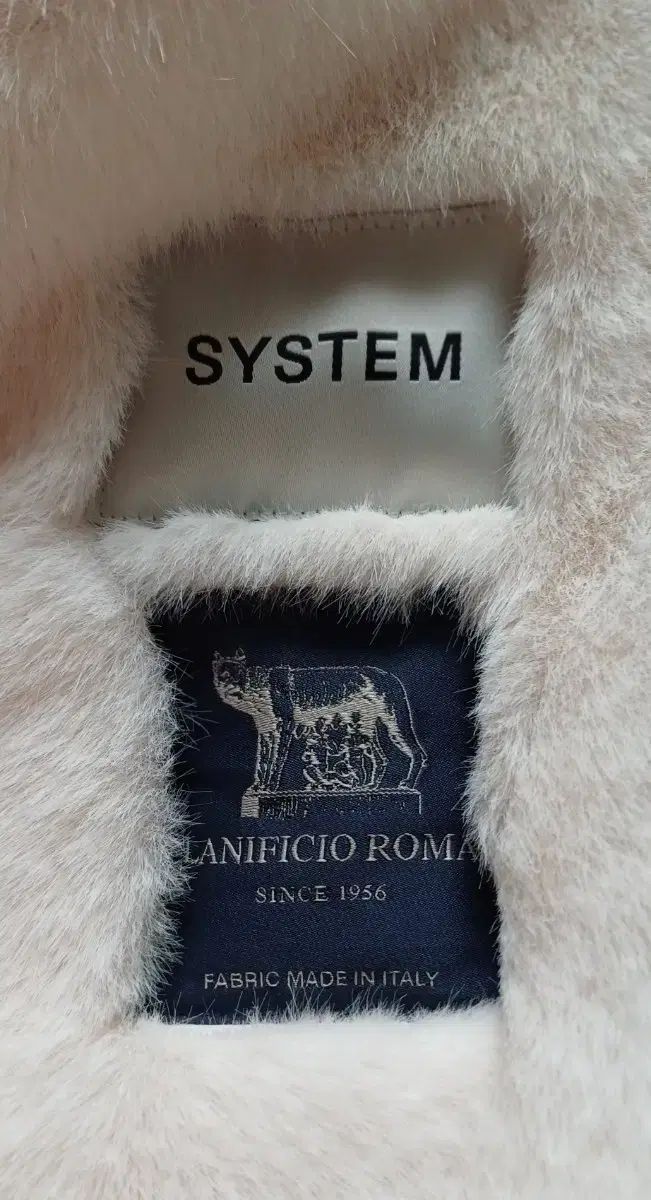 SYSTEM
LANIFICIO ROMA
SINCE 1956
FABRIC MADE IN ITALY